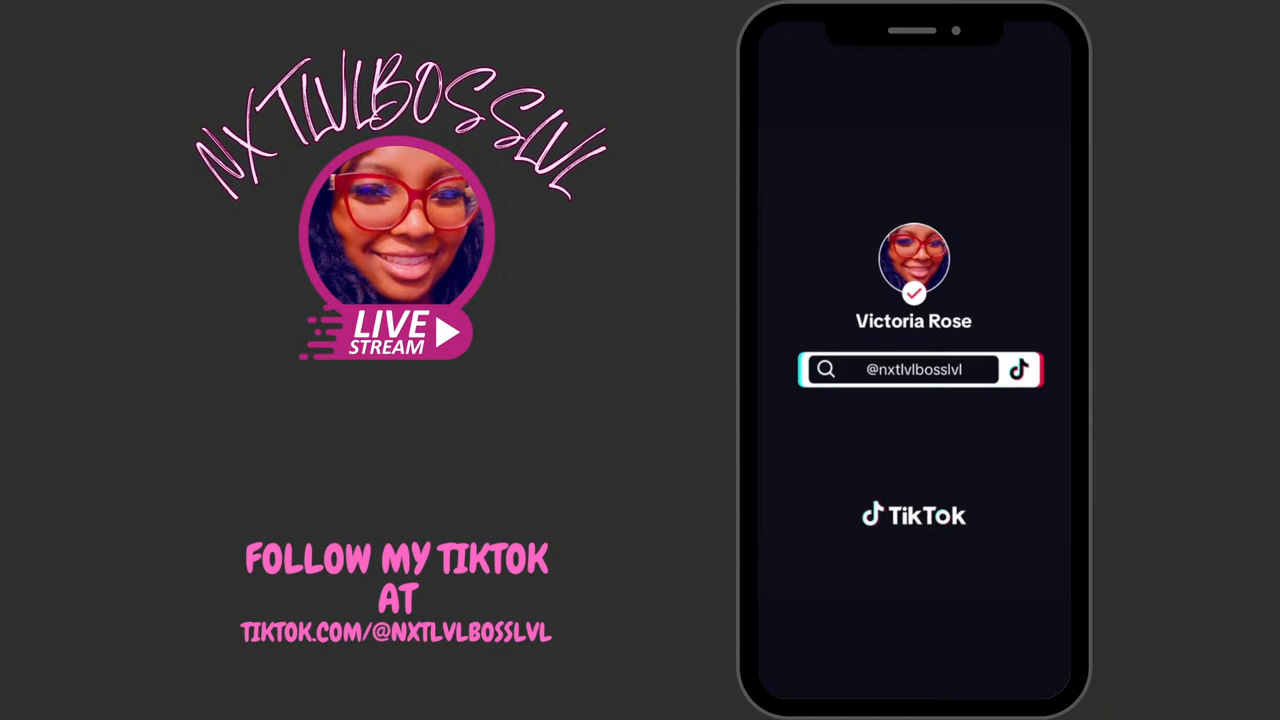 NXTLVLBOSSLVL
LIVE
STREAM
FOLLOW MY TIKTOK
AT
TIKTOK.COM/@NXTLVLBOSSLVL
Victoria Rose
@nxtlvlbosslvl
TikTok